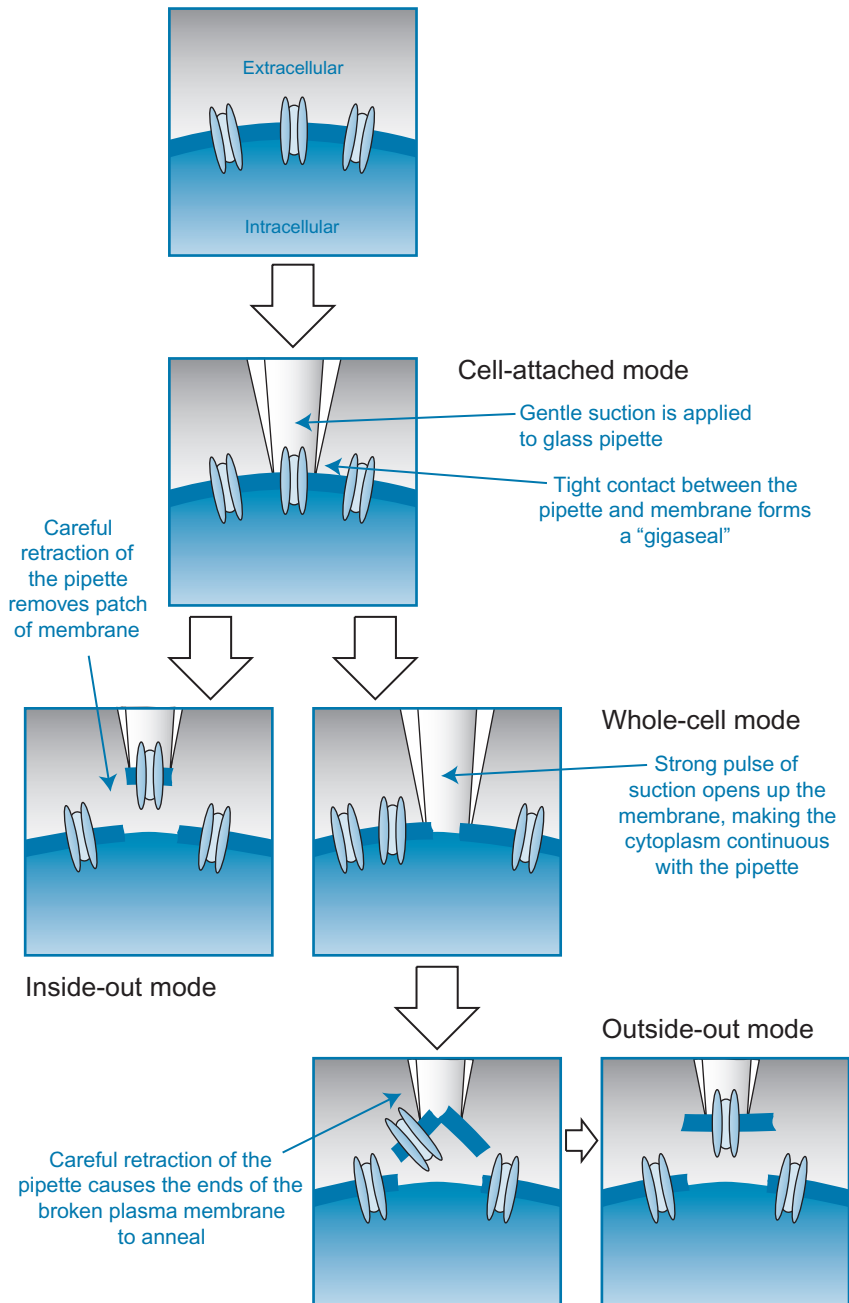 Extracellular
Intracellular
Cell-attached mode
Gentle suction is applied
to glass pipette
Tight contact between the
pipette and membrane forms
a “gigaseal”
Careful
retraction of
the pipette
removes patch
of membrane
Whole-cell mode
Strong pulse of
suction opens up the
membrane, making the
cytoplasm continuous
with the pipette
Inside-out mode
Outside-out mode
Careful retraction of the
pipette causes the ends of the
broken plasma membrane
to anneal